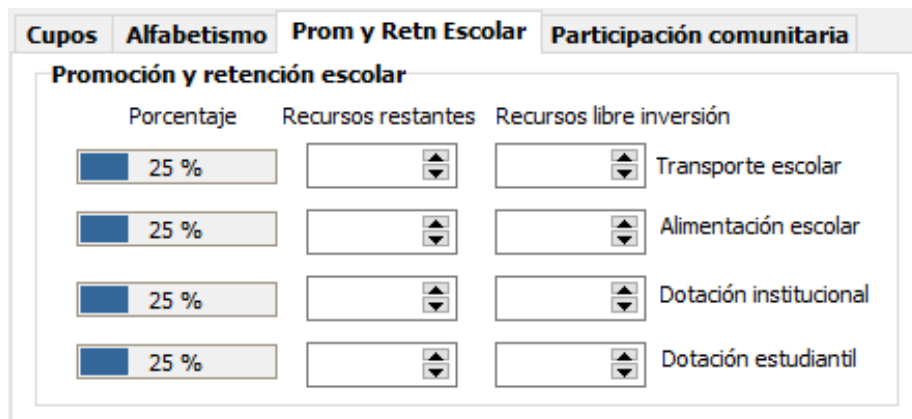 Cupos Alfabetismo Prom y Retn Escolar Participación comunitaria
Promoción y retención escolar
Porcentaje Recursos restantes Recursos libre inversión
25 % Transporte escolar
25 % Alimentación escolar
25 % Dotación institucional
25 % Dotación estudiantil